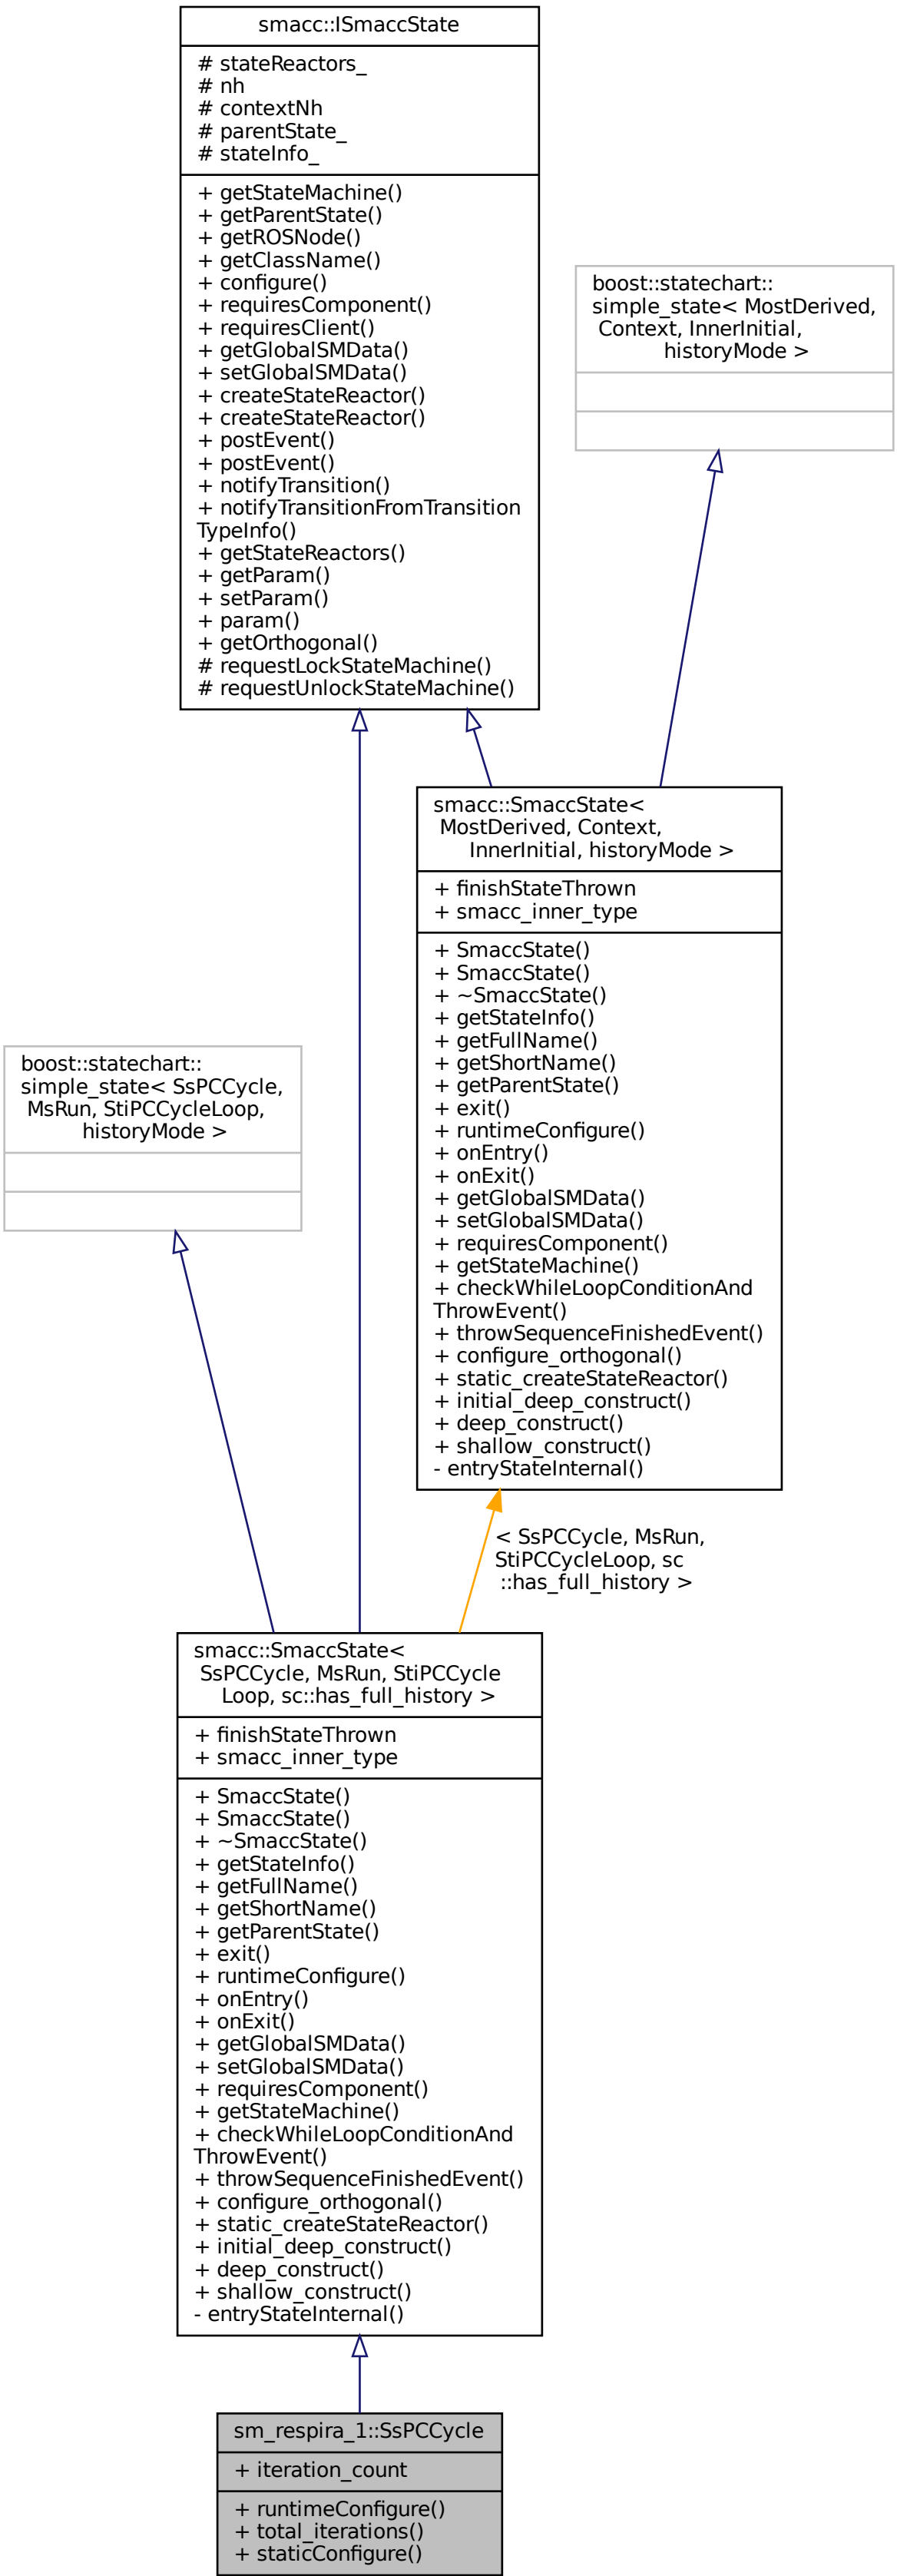 smacc::ISmaccState
# stateReactors_
# nh
# contextNh
# parentState_
# stateInfo_
+ getStateMachine()
+ getParentState()
+ getROSNode()
+ getClassName()
+ configure()
+ requiresComponent()
+ requiresClient()
+ getGlobalSMData()
+ setGlobalSMData()
+ createStateReactor()
+ createStateReactor()
+ postEvent()
+ postEvent()
+ notifyTransition()
+ notifyTransitionFromTransition
TypeInfo()
+ getStateReactors()
+ getParam()
+ setParam()
+ param()
+ getOrthogonal()
# requestLockStateMachine()
# requestUnlockStateMachine()
boost::statechart::
simple_state< MostDerived,
Context, InnerInitial,
historyMode >
smacc::SmaccState<
MostDerived, Context,
InnerInitial, historyMode >
+ finishStateThrown
+ smacc_inner_type
+ SmaccState()
+ SmaccState()
+ ~SmaccState()
+ getStateInfo()
+ getFullName()
+ getShortName()
+ getParentState()
+ exit()
+ runtimeConfigure()
+ onEntry()
+ onExit()
+ getGlobalSMData()
+ setGlobalSMData()
+ requiresComponent()
+ getStateMachine()
+ checkWhileLoopConditionAnd
ThrowEvent()
+ throwSequenceFinishedEvent()
+ configure_orthogonal()
+ static_createStateReactor()
+ initial_deep_construct()
+ deep_construct()
+ shallow_construct()
- entryStateInternal()
boost::statechart::
simple_state< SsPCCycle,
MsRun, StiPCCycleLoop,
historyMode >
< SsPCCycle, MsRun,
StiPCCycleLoop, sc
::has_full_history >
smacc::SmaccState<
SsPCCycle, MsRun, StiPCCycle
Loop, sc::has_full_history >
+ finishStateThrown
+ smacc_inner_type
+ SmaccState()
+ SmaccState()
+ ~SmaccState()
+ getStateInfo()
+ getFullName()
+ getShortName()
+ getParentState()
+ exit()
+ runtimeConfigure()
+ onEntry()
+ onExit()
+ getGlobalSMData()
+ setGlobalSMData()
+ requiresComponent()
+ getStateMachine()
+ checkWhileLoopConditionAnd
ThrowEvent()
+ throwSequenceFinishedEvent()
+ configure_orthogonal()
+ static_createStateReactor()
+ initial_deep_construct()
+ deep_construct()
+ shallow_construct()
- entryStateInternal()
sm_respira_1::SsPCCycle
+ iteration_count
+ runtimeConfigure()
+ total_iterations()
+ staticConfigure()